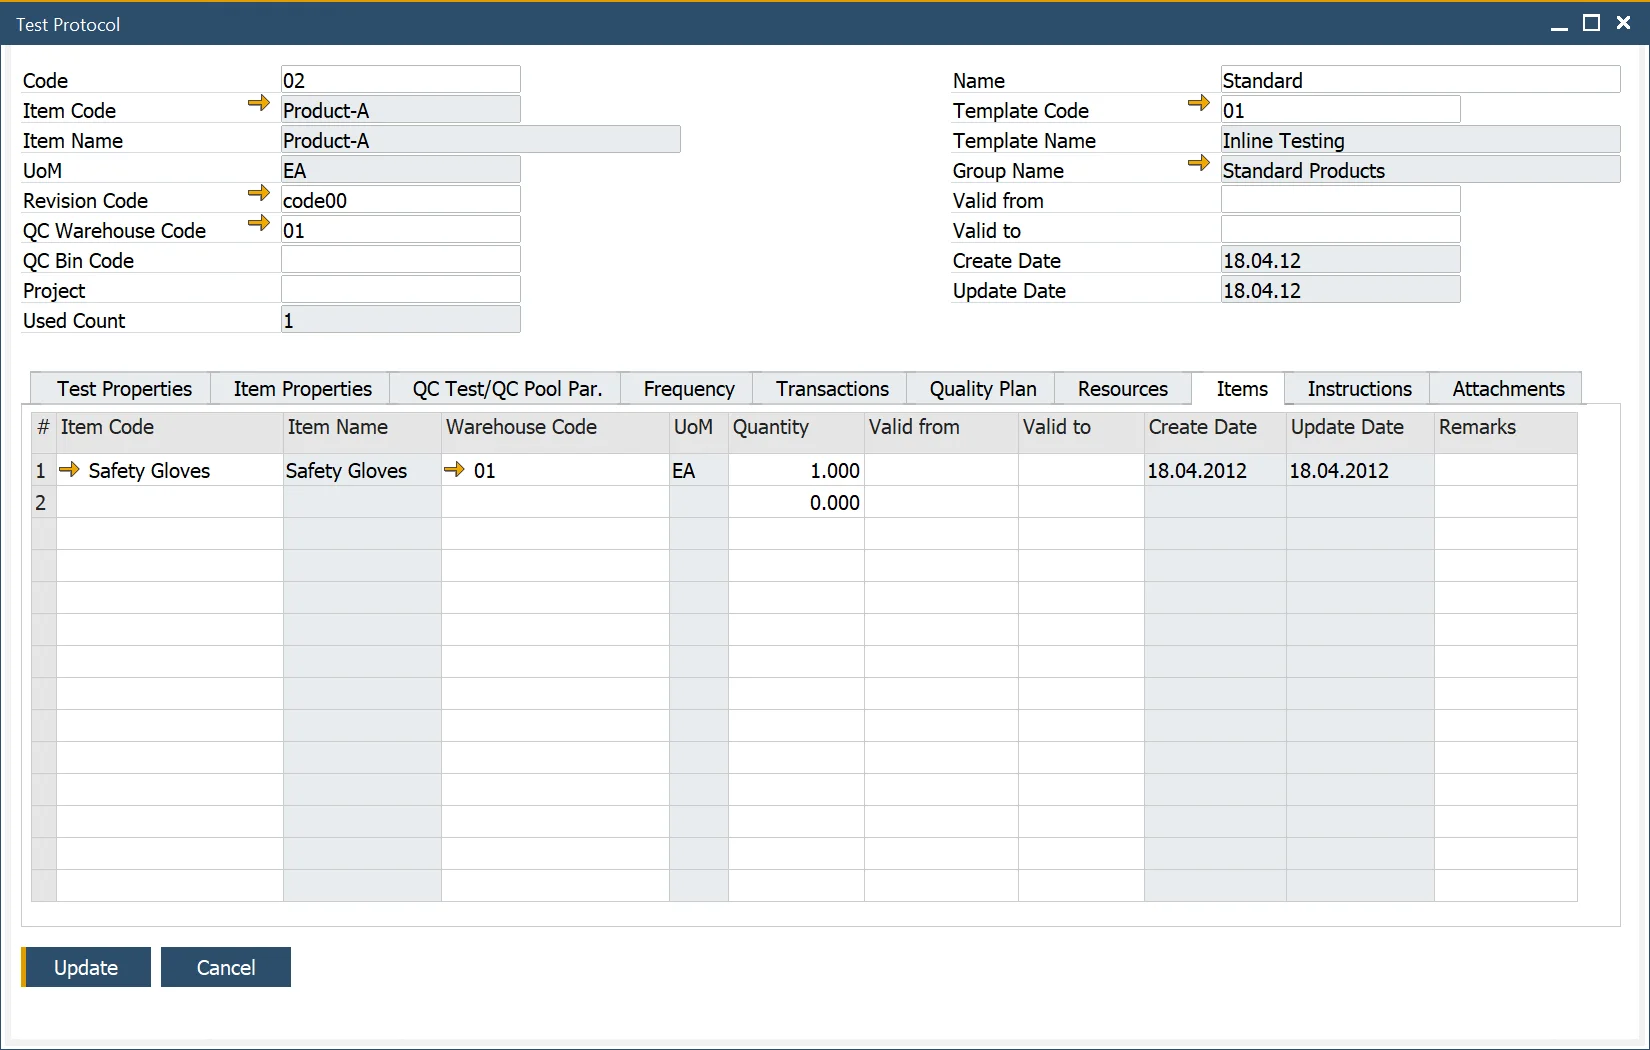 Test Protocol
Code 02 Name Standard
Item Code Product-A Template Code 01
Item Name Product-A Template Name Inline Testing
UoM EA Group Name Standard Products
Revision Code code00 Valid from
QC Warehouse Code 01 Valid to
QC Bin Code Create Date 18.04.12
Project Update Date 18.04.12
Used Count 1
Test Properties Item Properties QC Test/QC Pool Par. Frequency Transactions Quality Plan Resources Items Instructions Attachments
# Item Code Item Name Warehouse Code UoM Quantity Valid from Valid to Create Date Update Date Remarks
1 Safety Gloves Safety Gloves 01 EA 1.000 18.04.2012 18.04.2012
2 0.000
Update Cancel